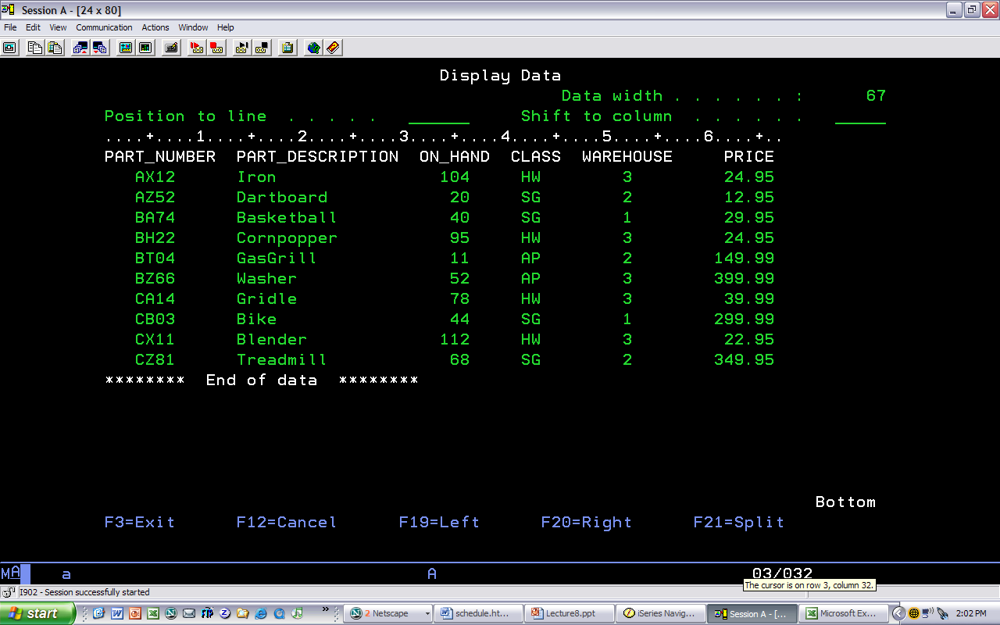 Session A - [24 x 80]
File Edit View Communication Actions Window Help
Display Data
Data width . . . . . . : 67
Position to line . . . . . ______ Shift to column . . . . . . _____
....+....1....+....2....+....3....+....4....+....5....+....6....+..
PART_NUMBER PART_DESCRIPTION ON_HAND CLASS WAREHOUSE PRICE
AX12 Iron 104 HW 3 24.95
AZ52 Dartboard 20 SG 2 12.95
BA74 Basketball 40 SG 1 29.95
BH22 Cornpopper 95 HW 3 24.95
BT04 GasGrill 11 AP 2 149.99
BZ66 Washer 52 AP 3 399.99
CA14 Gridle 78 HW 3 39.99
CB03 Bike 44 SG 1 299.99
CX11 Blender 112 HW 3 22.95
CZ81 Treadmill 68 SG 2 349.95
******** End of data ********
Bottom
F3=Exit F12=Cancel F19=Left F20=Right F21=Split
MA a A 03/032
The cursor is on row 3, column 32.
I902 - Session successfully started
start 2 Netscape schedule.ht... Lecture8.ppt iSeries Navig... Session A - [... Microsoft Ex... 2:02 PM